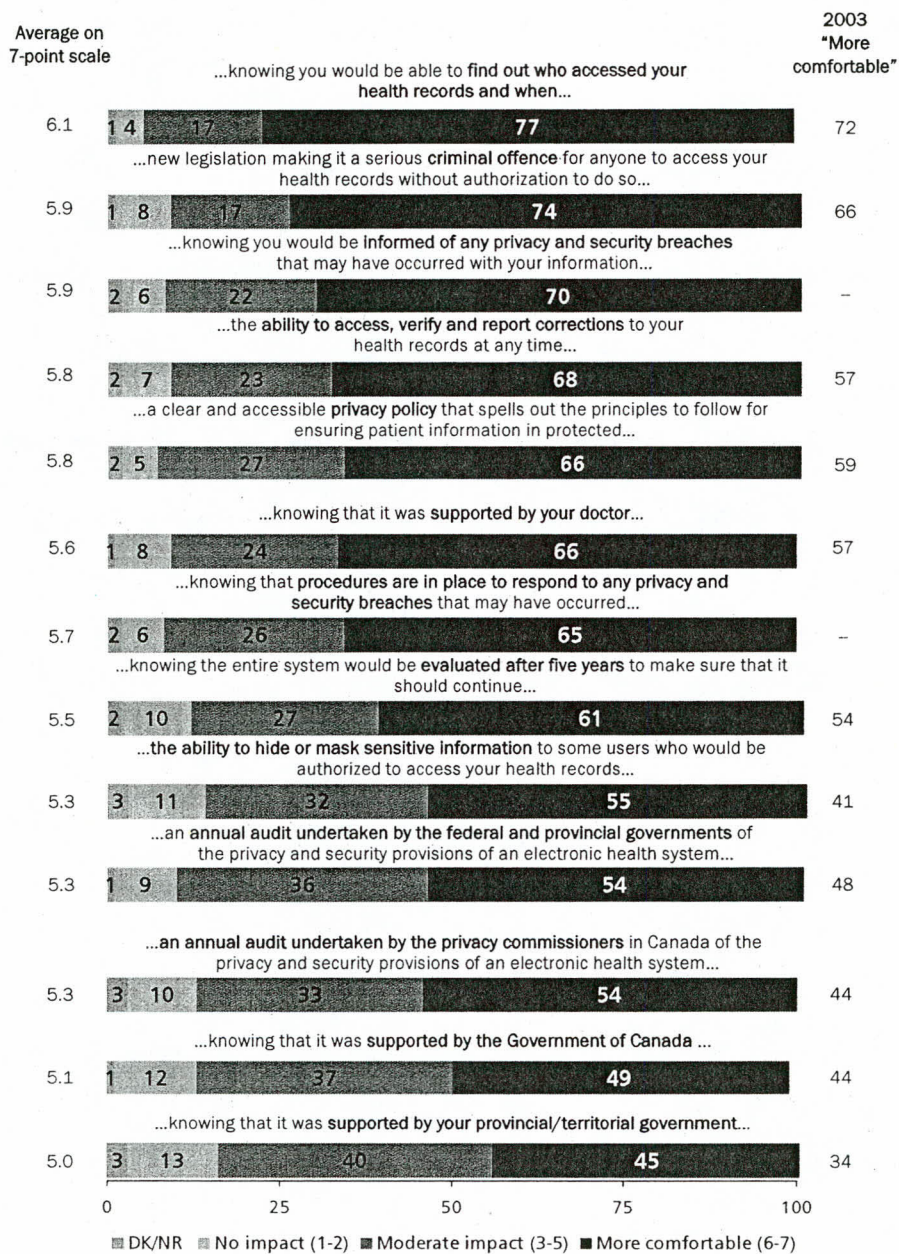 Average on
7-point scale
2003
"More
comfortable"
...knowing you would be able to find out who accessed your
health records and when...
6.1 1 4 17 77 72
...new legislation making it a serious criminal offence for anyone to access your
health records without authorization to do so...
5.9 1 8 17 74 66
...knowing you would be informed of any privacy and security breaches
that may have occurred with your information...
5.9 2 6 22 70 –
...the ability to access, verify and report corrections to your
health records at any time...
5.8 2 7 23 68 57
...a clear and accessible privacy policy that spells out the principles to follow for
ensuring patient information in protected...
5.8 2 5 27 66 59
...knowing that it was supported by your doctor...
5.6 1 8 24 66 57
...knowing that procedures are in place to respond to any privacy and
security breaches that may have occurred...
5.7 2 6 26 65 –
...knowing the entire system would be evaluated after five years to make sure that it
should continue...
5.5 2 10 27 61 54
...the ability to hide or mask sensitive information to some users who would be
authorized to access your health records...
5.3 3 11 32 55 41
...an annual audit undertaken by the federal and provincial governments of
the privacy and security provisions of an electronic health system...
5.3 1 9 36 54 48
...an annual audit undertaken by the privacy commissioners in Canada of the
privacy and security provisions of an electronic health system...
5.3 3 10 33 54 44
...knowing that it was supported by the Government of Canada ...
5.1 1 12 37 49 44
...knowing that it was supported by your provincial/territorial government...
5.0 3 13 40 45 34
0 25 50 75 100
DK/NR No impact (1-2) Moderate impact (3-5) More comfortable (6-7)